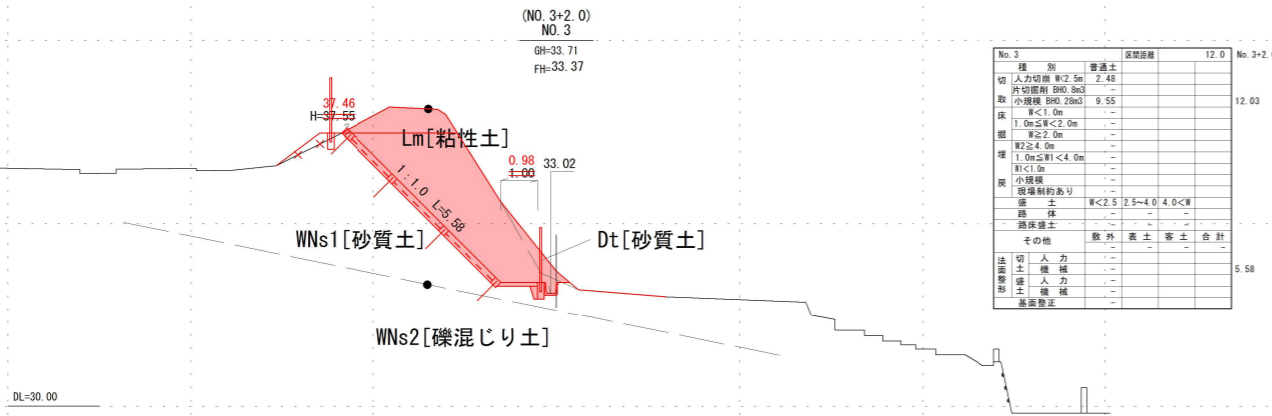 (NO. 3+2.0)
NO. 3
GH=33.71
FH=33.37
37.46
H=37.55
Lm[粘性土]
0.98
1.00
33.02
1:1.0
L=5.58
WNs1[砂質土]
Dt[砂質土]
WNs2[礫混じり土]
DL=30.00
No. 3 区間距離 12.0 No. 3+2.
種 別 普通土
切取 人力切崩 W<2.5m 2.48
片切掘削 BH0.8m3 -
小規模 BH0.28m3 9.55 12.03
床掘 W<1.0m -
1.0m≦W<2.0m -
W≧2.0m -
埋戻 W2≧4.0m -
1.0m≦W1<4.0m -
W1<1.0m -
小規模 -
現場制約あり -
盛 土 W<2.5 2.5~4.0 4.0<W
路 体 - - -
路床盛土 - - -
その他 敷 外 表 土 客 土 合 計
- - - -
法面整形 切土 人 力 -
機 械 - 5.58
盛土 人 力 -
機 械 -
基面整正 -